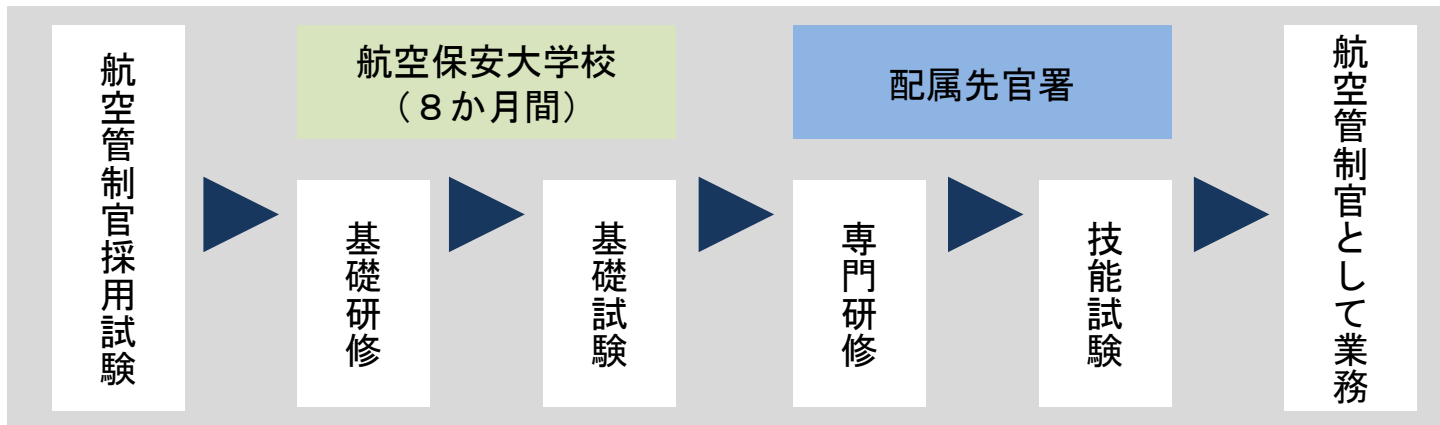 航空管制官採用試験
航空保安大学校
（８か月間）
基礎研修
基礎試験
配属先官署
専門研修
技能試験
航空管制官として業務